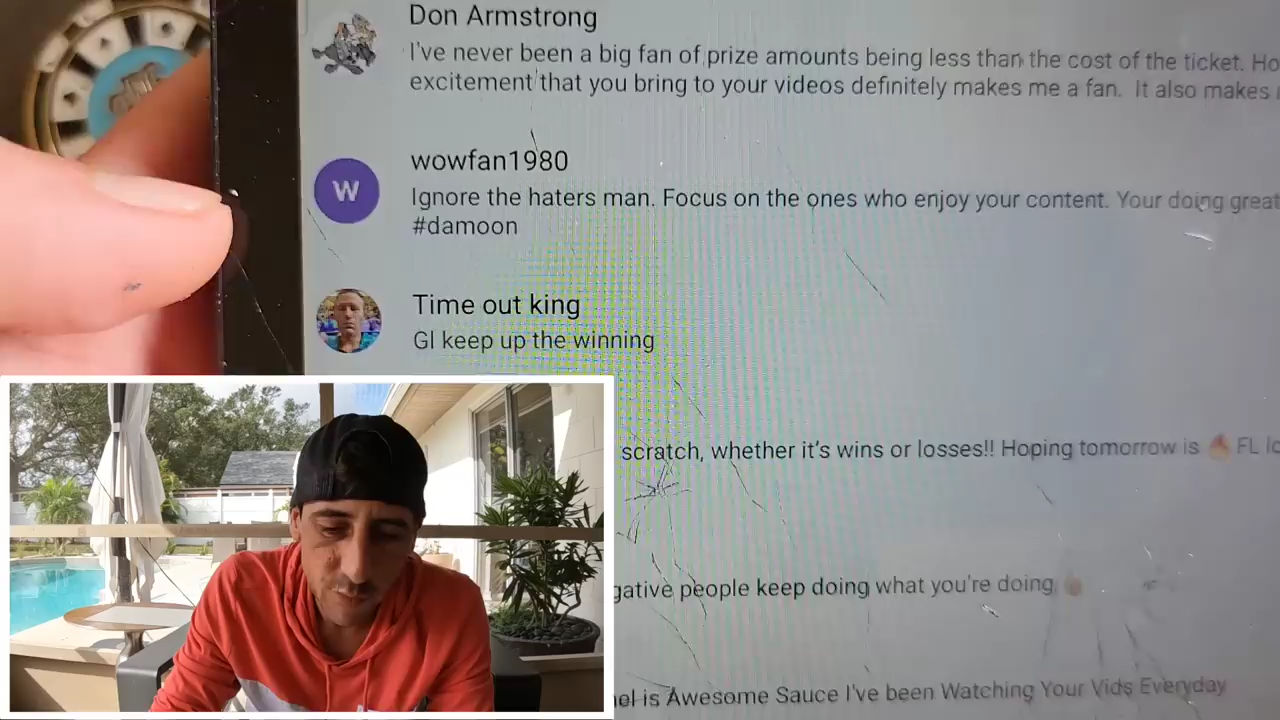 Don Armstrong
I've never been a big fan of prize amounts being less than the cost of the ticket. Ho
excitement that you bring to your videos definitely makes me a fan. It also makes
wowfan1980
W
Ignore the haters man. Focus on the ones who enjoy your content. Your doing great
#damoon
Time out king
Gl keep up the winning
scratch, whether it's wins or losses!! Hoping tomorrow is 🔥 FL lo
gative people keep doing what you're doing
nel is Awesome Sauce I've been Watching Your Vids Everyday